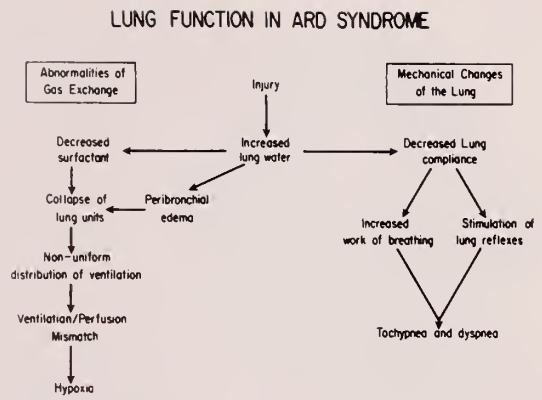 LUNG FUNCTION IN ARD SYNDROME
Abnormalities of
Gas Exchange
Injury
Mechanical Changes
of the Lung
Decreased
surfactant
Increased
lung water
Decreased Lung
compliance
Collapse of
lung units
Peribronchial
edema
Increased
work of breathing
Stimulation of
lung reflexes
Non-uniform
distribution of ventilation
Ventilation/Perfusion
Mismatch
Tachypnea and dyspnea
Hypoxia